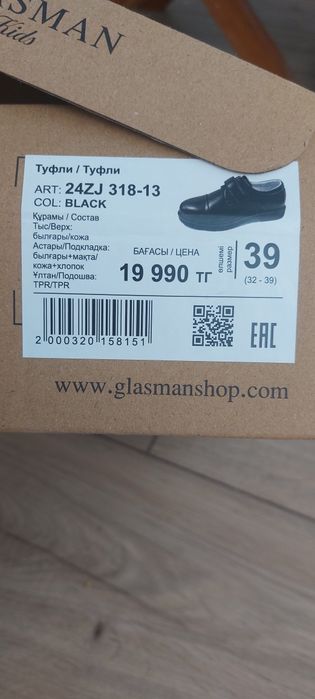 SMAN
Kids
Туфли / Туфли
ART: 24ZJ 318-13
COL: BLACK
Құрамы / Состав
Тыс/Верх:
былғары/кожа
Астары/Подкладка:
былғары+мақта/
кожа+хлопок
Ұлтан/Подошва:
TPR/TPR
БАҒАСЫ / ЦЕНА
19 990 ТГ
өлшемі
размер
39
(32 - 39)
2 000320 158151
EAC
www.glasmanshop.com